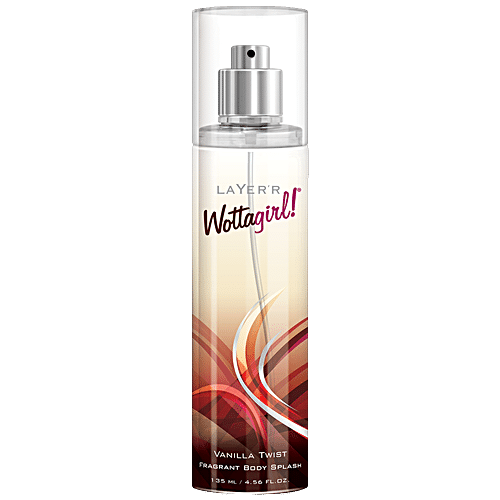 LAYER'R
Wottagirl!®
VANILLA TWIST
FRAGRANT BODY SPLASH
135 ML / 4.56 FL.OZ.